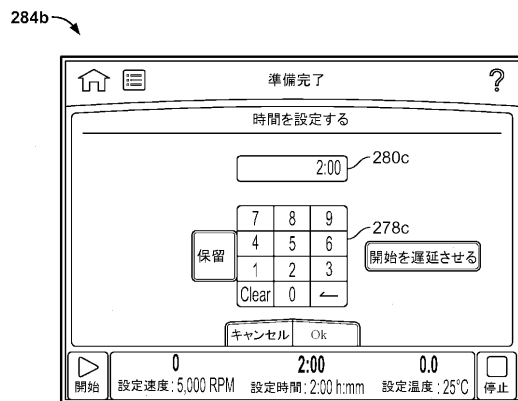 284b
準備完了
?
時間を設定する
2:00
280c
7 8 9
4 5 6
1 2 3
Clear 0 ←
278c
保留
開始を遅延させる
キャンセル Ok
0 2:00 0.0
開始 設定速度: 5,000 RPM 設定時間: 2:00 h:mm 設定温度: 25°C 停止